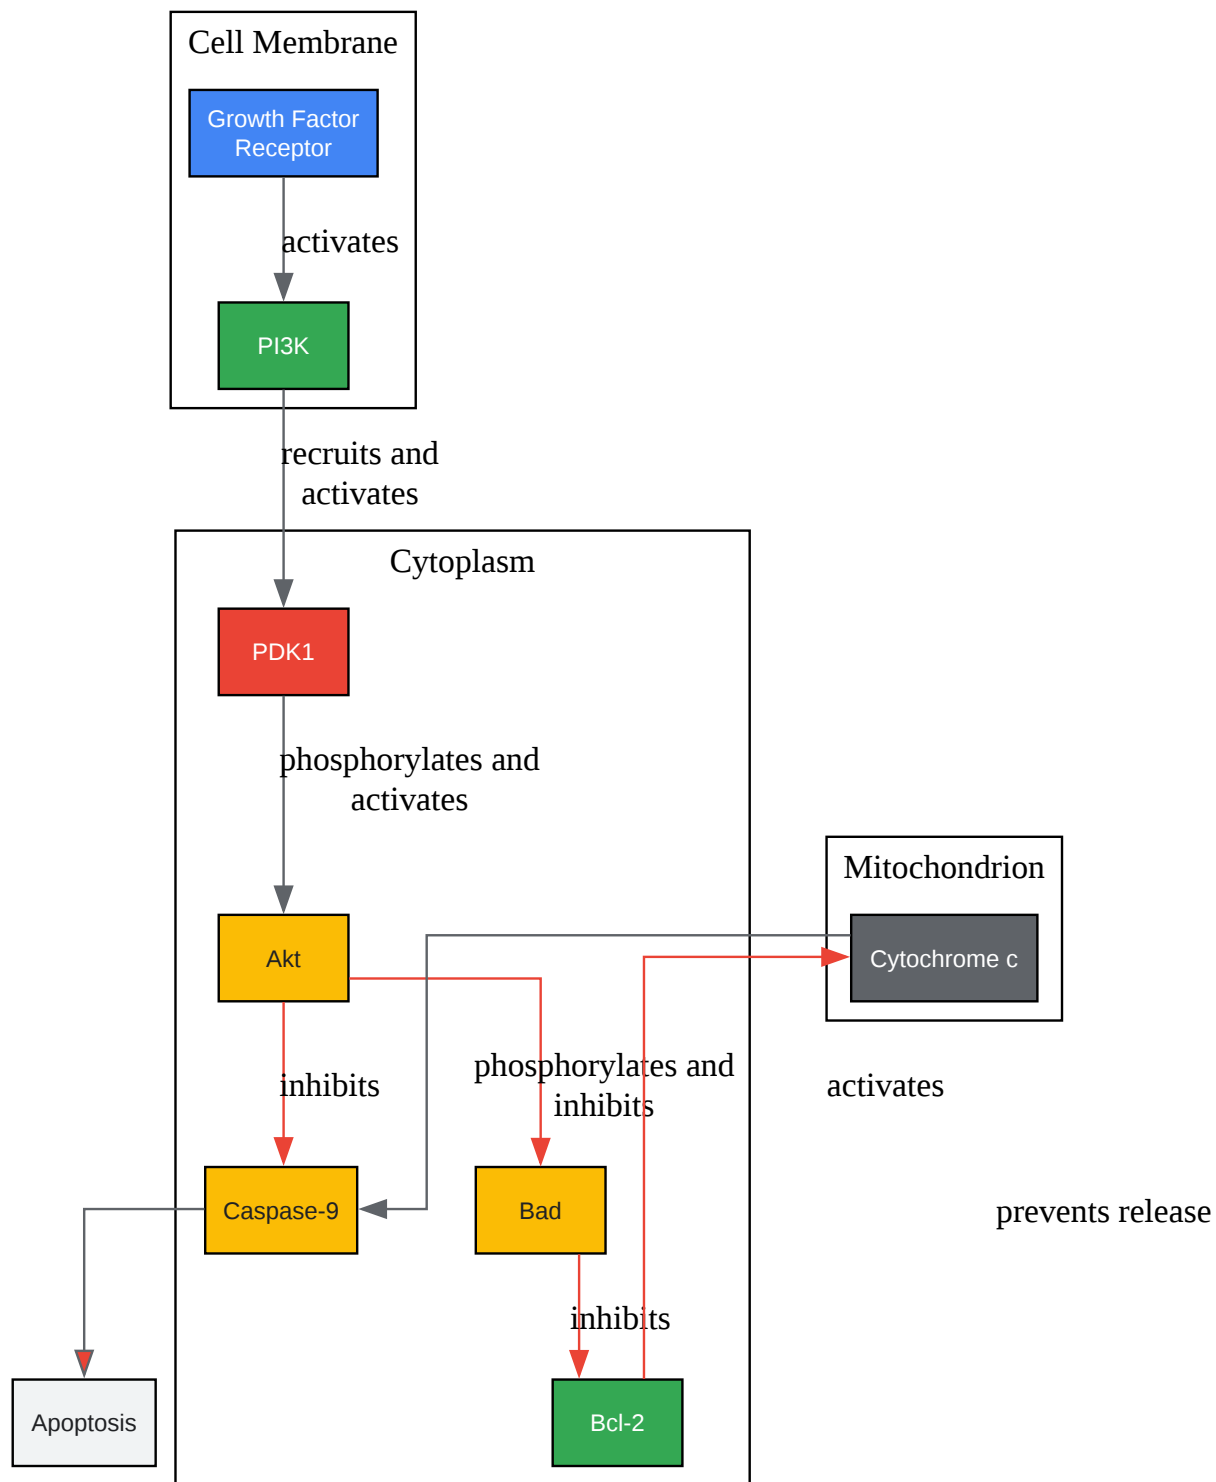 Cell Membrane
Growth Factor
Receptor
activates
PI3K
recruits and
activates
Cytoplasm
PDK1
phosphorylates and
activates
Mitochondrion
Akt
Cytochrome c
inhibits
phosphorylates and
inhibits
activates
Caspase-9
Bad
prevents release
inhibits
Apoptosis
Bcl-2